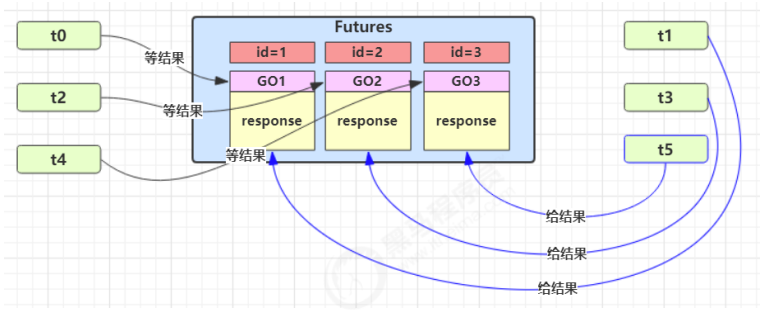 Futures
t0
t1
id=1
id=2
id=3
等结果
GO1
GO2
GO3
t2
t3
等结果
response
response
response
t4
等结果
t5
给结果
给结果
给结果